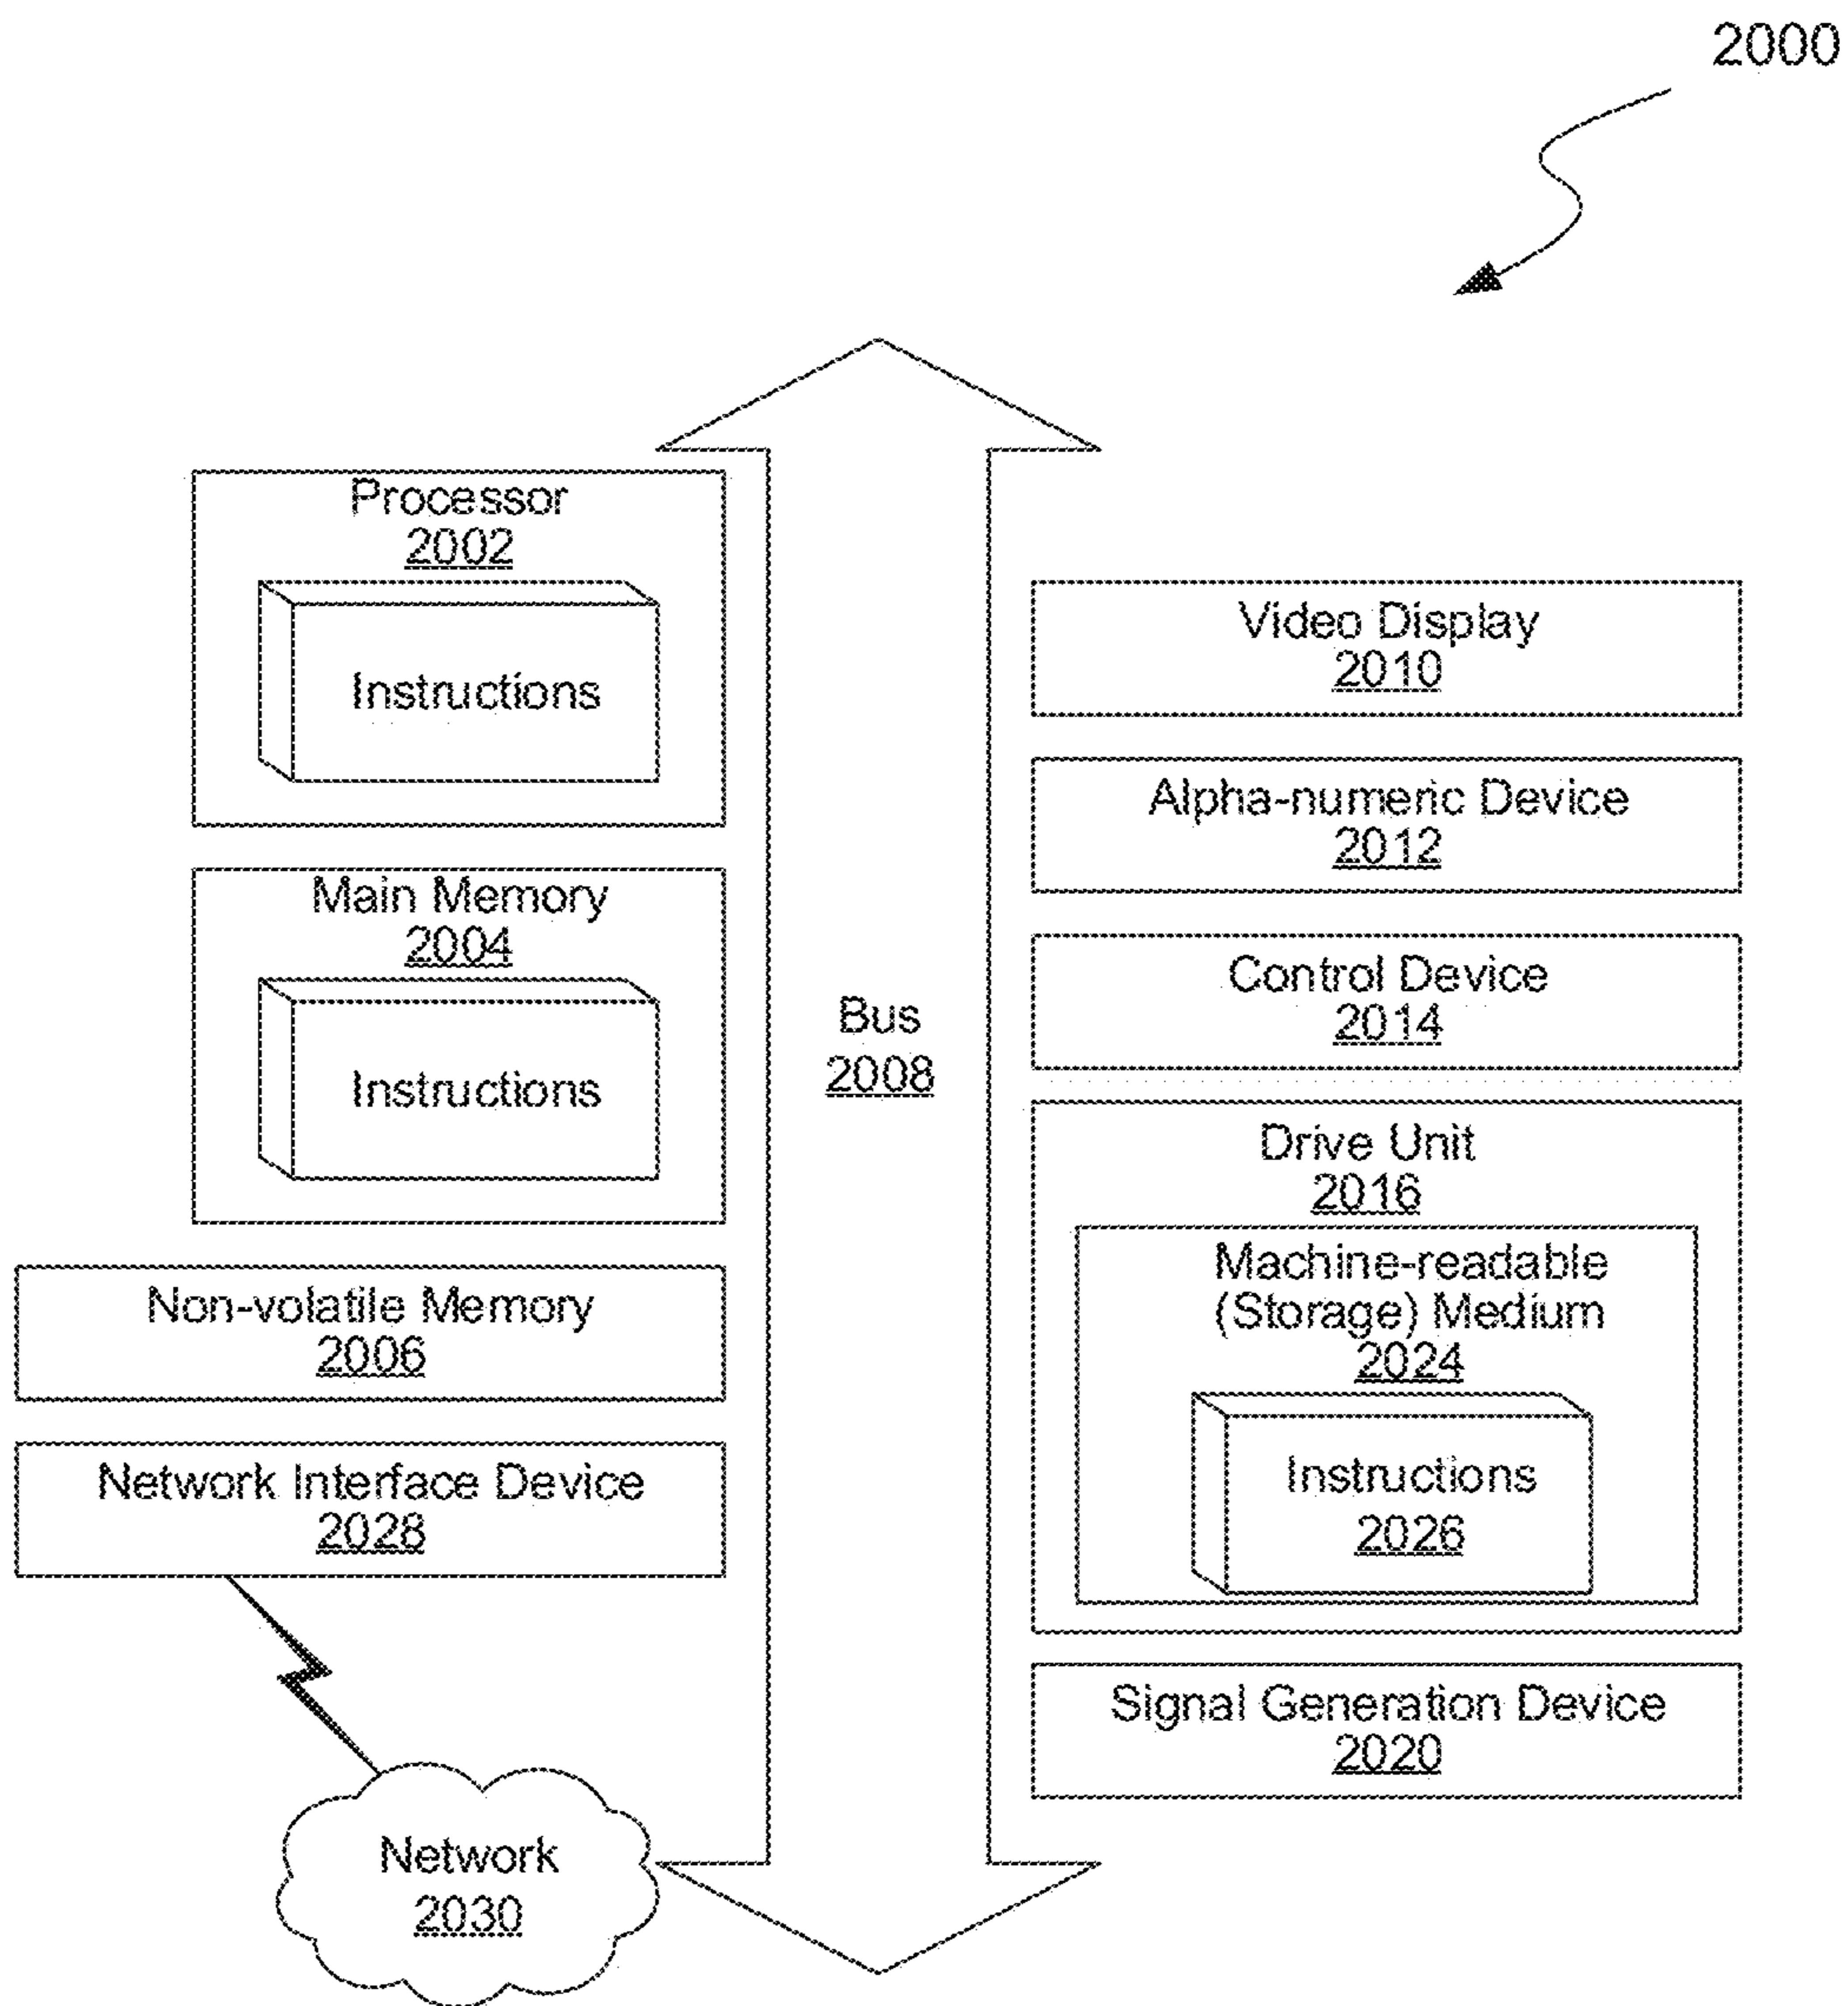 2000
Processor
2002
Instructions
Main Memory
2004
Instructions
Non-volatile Memory
2006
Network Interface Device
2028
Network
2030
Bus
2008
Video Display
2010
Alpha-numeric Device
2012
Control Device
2014
Drive Unit
2016
Machine-readable
(Storage) Medium
2024
Instructions
2026
Signal Generation Device
2020